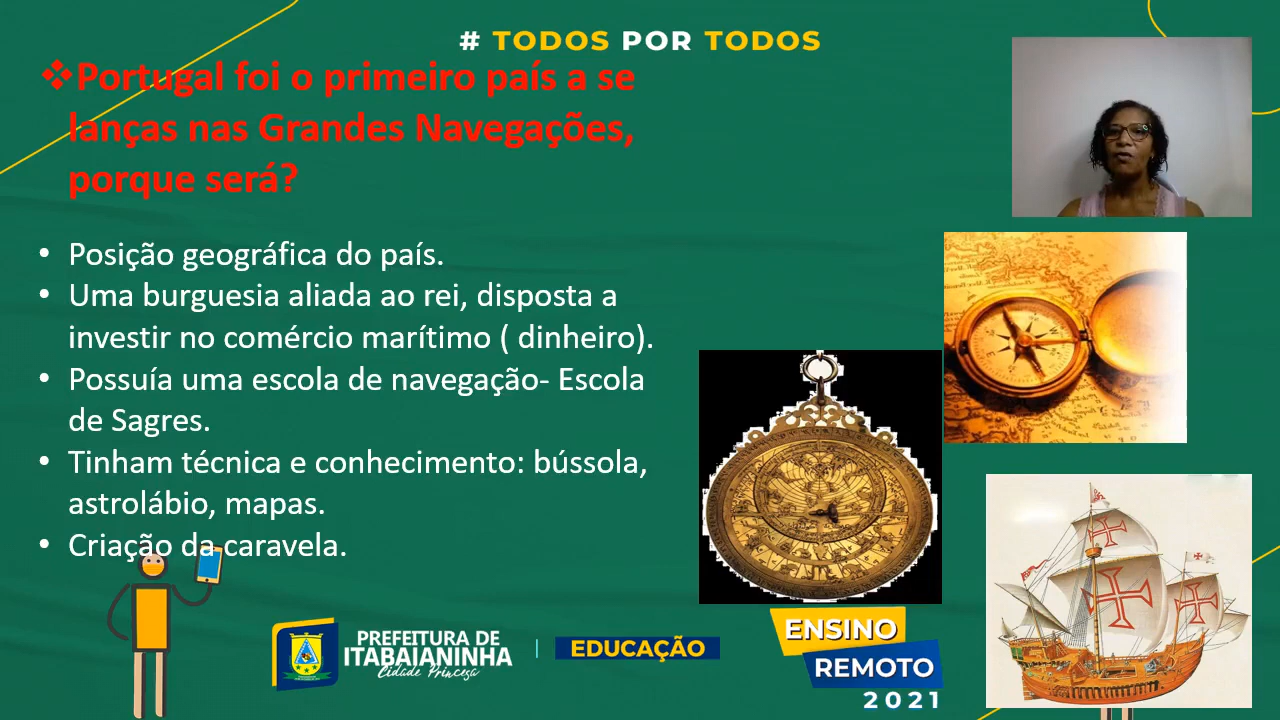 # TODOS POR TODOS
❖Portugal foi o primeiro país a se
lanças nas Grandes Navegações,
porque será?
• Posição geográfica do país.
• Uma burguesia aliada ao rei, disposta a
investir no comércio marítimo ( dinheiro).
• Possuía uma escola de navegação- Escola
de Sagres.
• Tinham técnica e conhecimento: bússola,
astrolábio, mapas.
• Criação da caravela.
PREFEITURA DE
ITABAIANINHA
Cidade Princesa
EDUCAÇÃO
ENSINO
REMOTO
2021